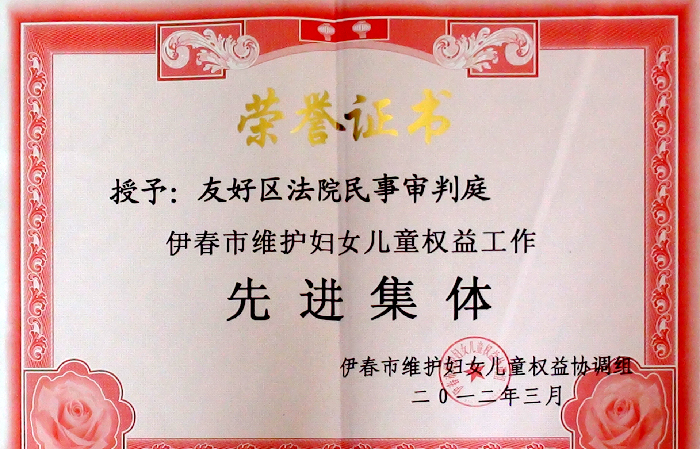 荣誉证书
授予：友好区法院民事审判庭
伊春市维护妇女儿童权益工作
先进集体
伊春市维护妇女儿童权益协调组
二〇一二年三月